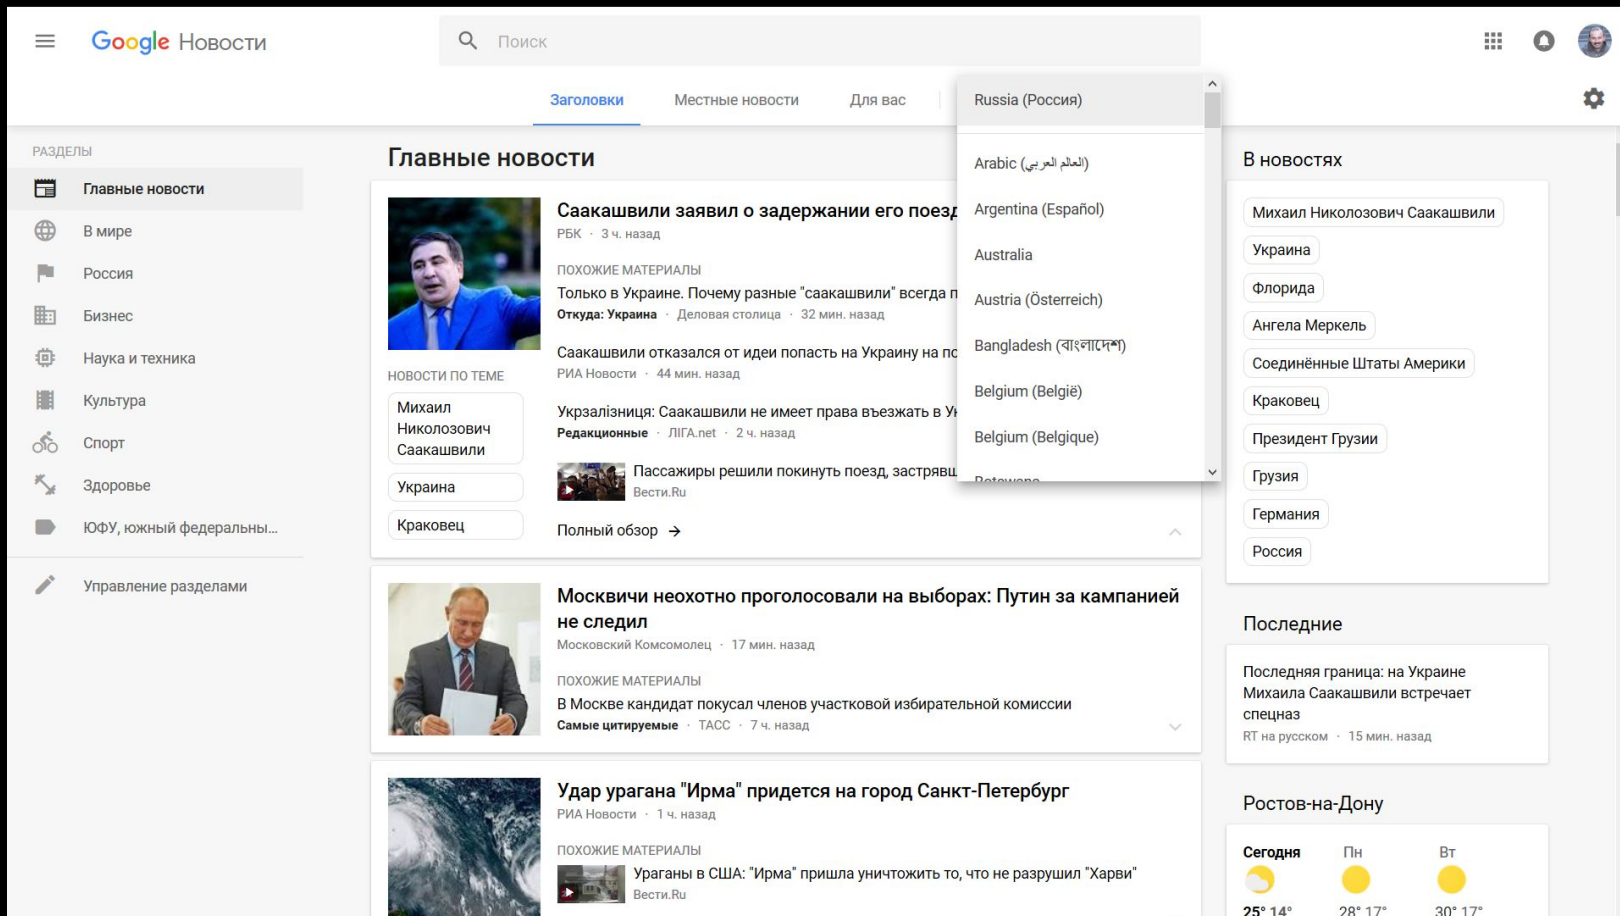 Google Новости
Поиск
Заголовки
Местные новости
Для вас
Russia (Россия)
Arabic (العالم العربي)
Argentina (Español)
Australia
Austria (Österreich)
Bangladesh (বাংলাদেশ)
Belgium (België)
Belgium (Belgique)
Botswana
РАЗДЕЛЫ
Главные новости
В мире
Россия
Бизнес
Наука и техника
Культура
Спорт
Здоровье
ЮФУ, южный федеральны...
Управление разделами
Главные новости
Саакашвили заявил о задержании его поезд
РБК · 3 ч. назад
ПОХОЖИЕ МАТЕРИАЛЫ
Только в Украине. Почему разные "саакашвили" всегда п
Откуда: Украина · Деловая столица · 32 мин. назад
Саакашвили отказался от идеи попасть на Украину на по
РИА Новости · 44 мин. назад
Укрзалізниця: Саакашвили не имеет права въезжать в Ук
Редакционные · ЛІГА.net · 2 ч. назад
Пассажиры решили покинуть поезд, застрявш
Вести.Ru
Полный обзор →
НОВОСТИ ПО ТЕМЕ
Михаил
Николозович
Саакашвили
Украина
Краковец
Москвичи неохотно проголосовали на выборах: Путин за кампанией
не следил
Московский Комсомолец · 17 мин. назад
ПОХОЖИЕ МАТЕРИАЛЫ
В Москве кандидат покусал членов участковой избирательной комиссии
Самые цитируемые · ТАСС · 7 ч. назад
Удар урагана "Ирма" придется на город Санкт-Петербург
РИА Новости · 1 ч. назад
ПОХОЖИЕ МАТЕРИАЛЫ
Ураганы в США: "Ирма" пришла уничтожить то, что не разрушил "Харви"
Вести.Ru
В новостях
Михаил Николозович Саакашвили
Украина
Флорида
Ангела Меркель
Соединённые Штаты Америки
Краковец
Президент Грузии
Грузия
Германия
Россия
Последние
Последняя граница: на Украине
Михаила Саакашвили встречает
спецназ
RT на русском · 15 мин. назад
Ростов-на-Дону
Сегодня Пн Вт
25° 14° 28° 17° 30° 17°